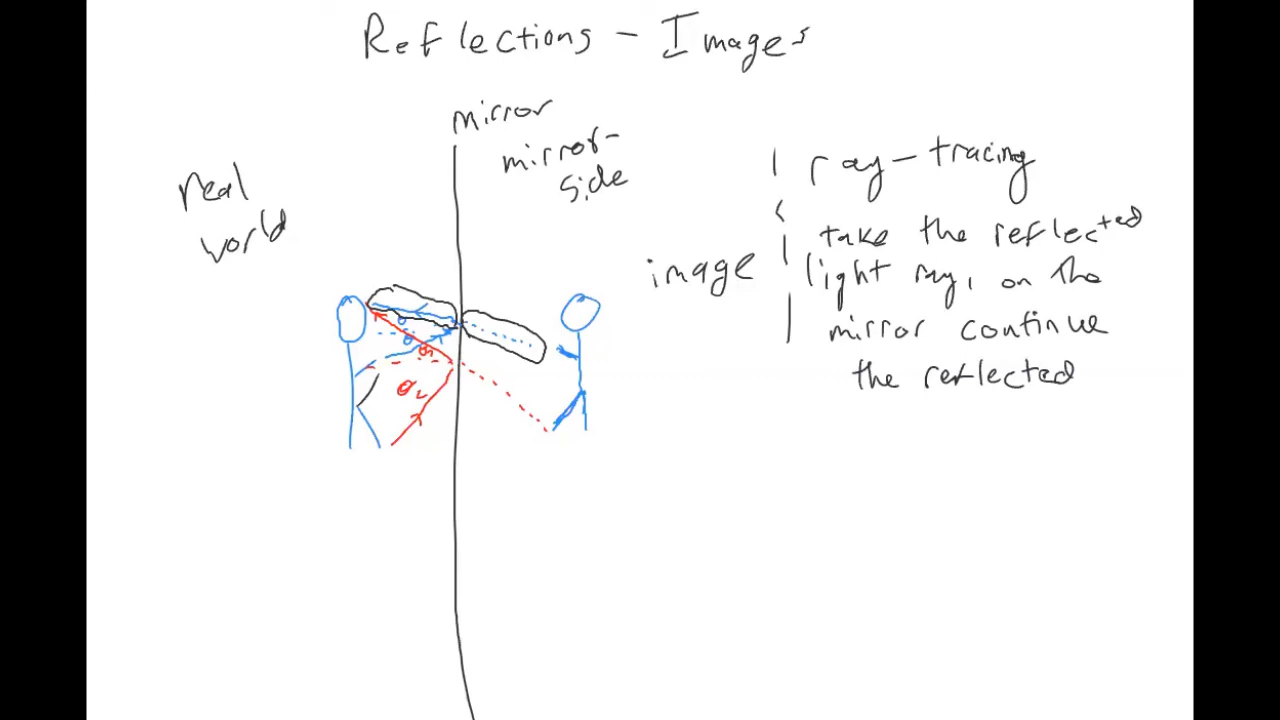 Reflections - Images
mirror
mirror-
side
real
world
ray-tracing
take the reflected
image
light ray, on the
mirror continue
the reflected